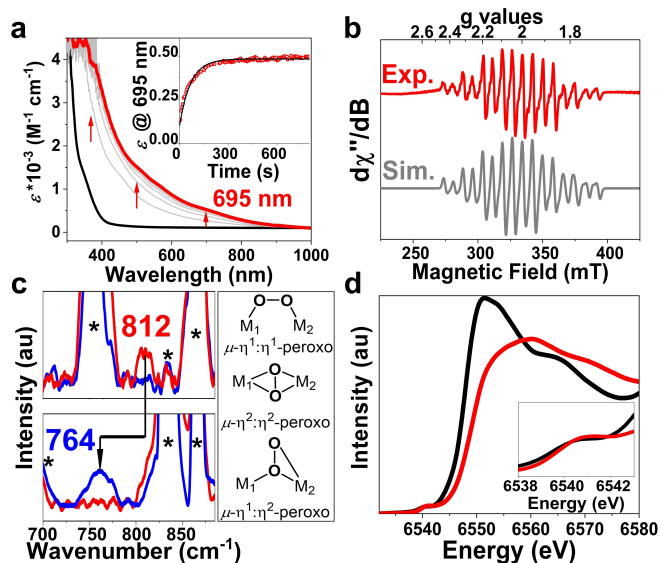 a
ε*10⁻³ (M⁻¹ cm⁻¹)
4
3
2
1
0
400 600 800 1000
Wavelength (nm)
695 nm
ε @ 695 nm
0.50
0.25
0.00
0 300 600
Time (s)
b
g values
2.6 2.4 2.2 2 1.8
Exp.
Sim.
dχ''/dB
250 300 350 400
Magnetic Field (mT)
c
Intensity (au)
* 812 * *
* 764 * *
700 750 800 850
Wavenumber (cm⁻¹)
O O
M₁ M₂
μ-η¹:η¹-peroxo
O
M₁ M₂
O
μ-η²:η²-peroxo
O
O
M₁ M₂
μ-η¹:η²-peroxo
d
Intensity (au)
6540 6550 6560 6570 6580
Energy (eV)
6538 6540 6542
Energy (eV)